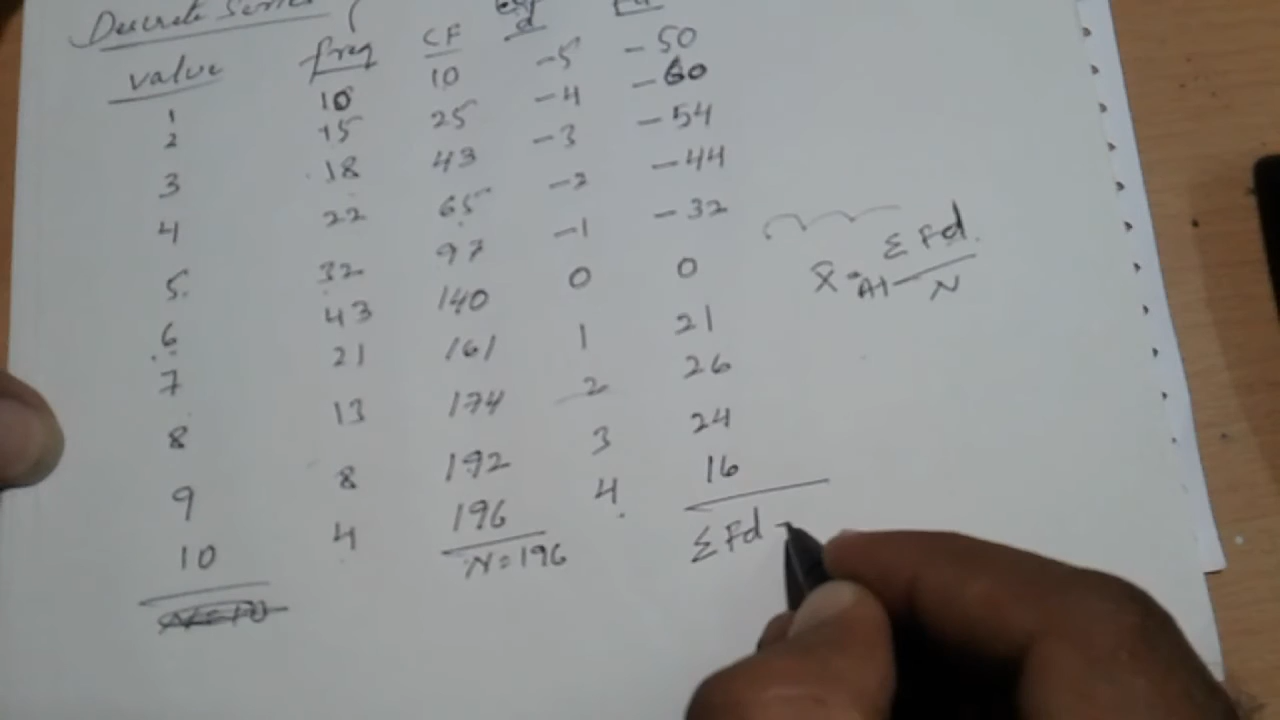 Discrete Series (
value freq CF d
1 10 10 -5 -50
2 15 25 -4 -60
3 18 43 -3 -54
4 22 65 -2 -44
5 32 97 -1 -32
6 43 140 0 0
7 21 161 1 21
8 13 174 2 26
9 8 192 3 24
10 4 196 4 16
N=196 Σ Fd
Σ Fd
A+ N